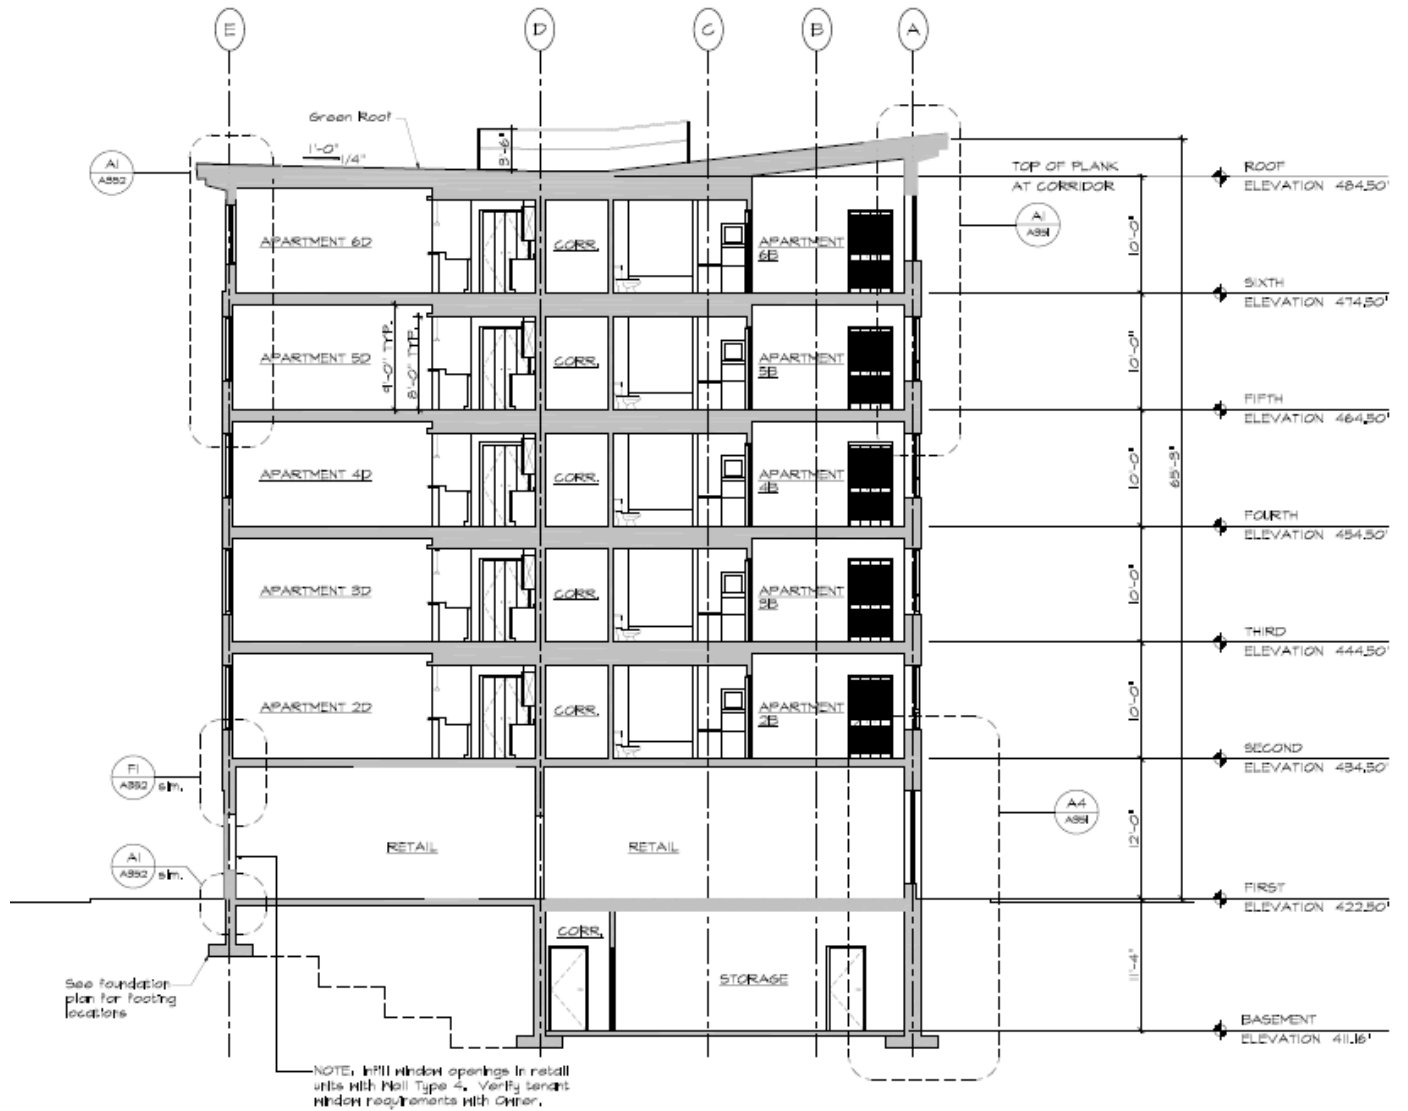 E D C B A
Green Roof
1'-0"
1/4"
3'-6"
A1
A352
TOP OF PLANK
AT CORRIDOR
ROOF
ELEVATION 484.50'
A1
A351
APARTMENT 6D
CORR.
APARTMENT
6B
10'-0"
SIXTH
ELEVATION 474.50'
APARTMENT 5D
9'-0" TYP.
8'-0" TYP.
CORR.
APARTMENT
5B
10'-0"
FIFTH
ELEVATION 464.50'
APARTMENT 4D
CORR.
APARTMENT
4B
10'-0"
FOURTH
ELEVATION 454.50'
APARTMENT 3D
CORR.
APARTMENT
3B
10'-0"
THIRD
ELEVATION 444.50'
APARTMENT 2D
CORR.
APARTMENT
2B
10'-0"
SECOND
ELEVATION 434.50'
F1
A352 sim.
A4
A351
RETAIL
RETAIL
12'-0"
A1
A352 sim.
FIRST
ELEVATION 422.50'
CORR.
STORAGE
11'-4"
See foundation
plan for footing
locations
BASEMENT
ELEVATION 411.16'
NOTE: Infill window openings in retail
units with Wall Type 4. Verify tenant
window requirements with Owner.